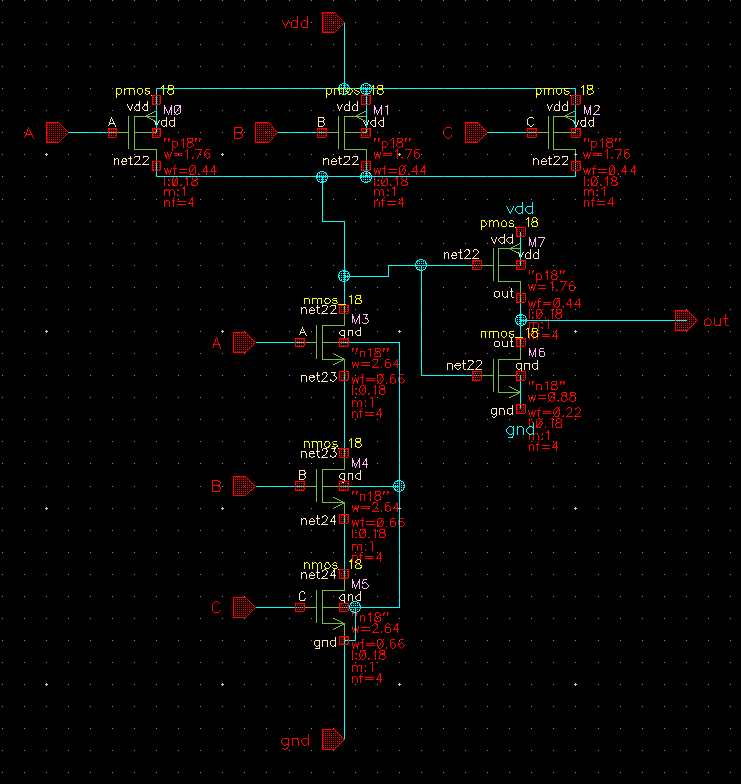 vdd
pmos_18
vdd
M0
A
A
vdd
"p18"
w=1.76
wf=0.44
l:0.18
m:1
nf=4
net22
pmos_18
vdd
M1
B
B
vdd
"p18"
w=1.76
wf=0.44
l:0.18
m:1
nf=4
net22
pmos_18
vdd
M2
C
C
vdd
"p18"
w=1.76
wf=0.44
l:0.18
m:1
nf=4
net22
vdd
pmos_18
vdd
M7
net22
vdd
"p18"
w=1.76
wf=0.44
l:0.18
m:1
nf=4
out
out
nmos_18
out
M6
net22
gnd
"n18"
w=0.85
wf=0.22
l:0.18
m:1
nf=4
gnd
gnd
nmos_18
net22
M3
A
A
gnd
"n18"
w=2.64
wf=0.66
l:0.18
m:1
nf=4
net23
nmos_18
net23
M4
B
B
gnd
"n18"
w=2.64
wf=0.66
l:0.18
m:1
nf=4
net24
nmos_18
net24
M5
C
C
gnd
"n18"
w=2.64
wf=0.66
l:0.18
m:1
nf=4
gnd
gnd